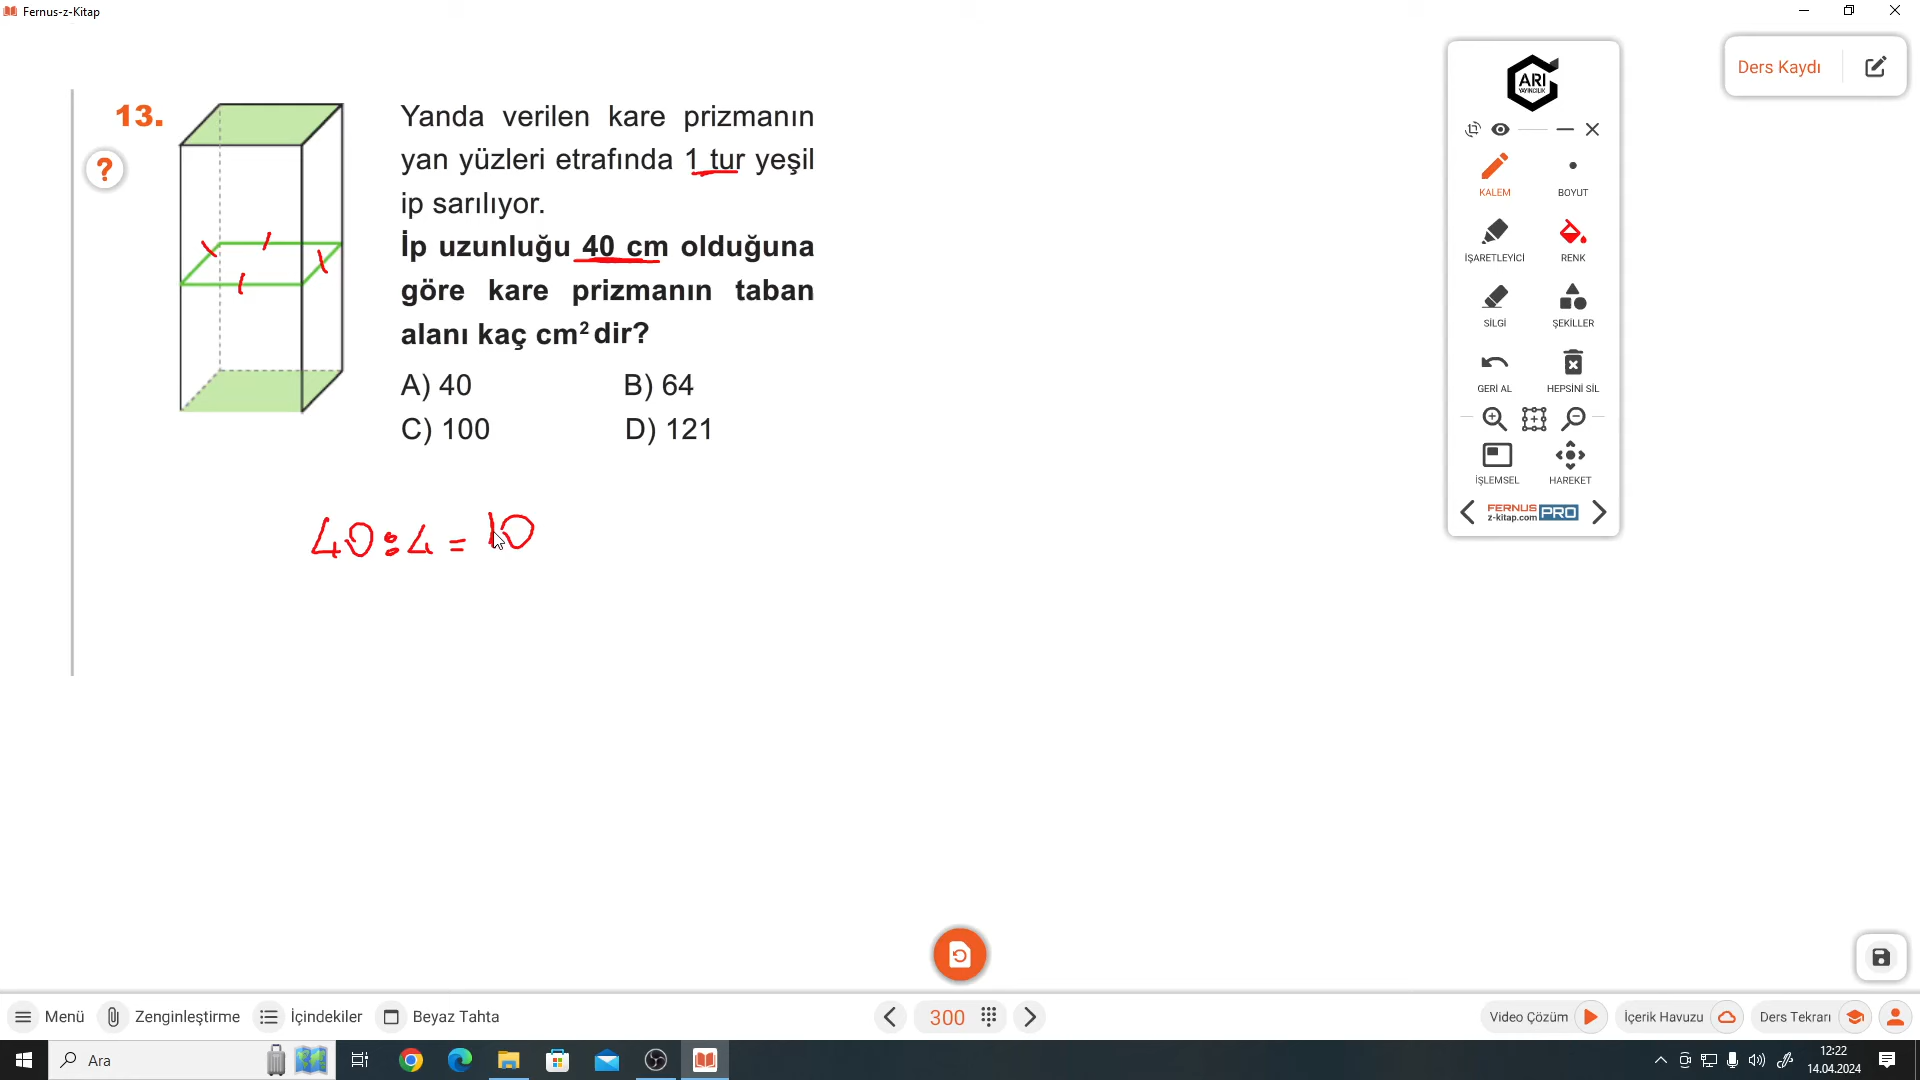 Fernus-z-Kitap
Ders Kaydı
13.
?
Yanda verilen kare prizmanın
yan yüzleri etrafında 1 tur yeşil
ip sarılıyor.
İp uzunluğu 40 cm olduğuna
göre kare prizmanın taban
alanı kaç cm² dir?
A) 40 B) 64
C) 100 D) 121
40:4=10
ARI
YAYINCILIK
KALEM BOYUT
İŞARETLEYİCİ RENK
SİLGİ ŞEKİLLER
GERİ AL HEPSİNİ SİL
İŞLEMSEL HAREKET
FERNUS
z-kitap.com PRO
Menü Zenginleştirme İçindekiler Beyaz Tahta 300 Video Çözüm İçerik Havuzu Ders Tekrarı
Ara
12:22
14.04.2024